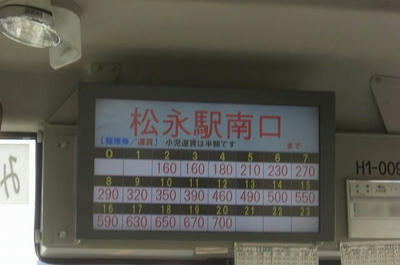 松永駅南口
【整理券／運賃】 小児運賃は半額です まで
0 1 2 3 4 5 6 7
160 160 180 210 230 270
8 9 10 11 12 13 14 15
290 320 350 390 460 490 500 550
16 17 18 19 20 21 22 23
590 630 650 670 700
H1-009
み